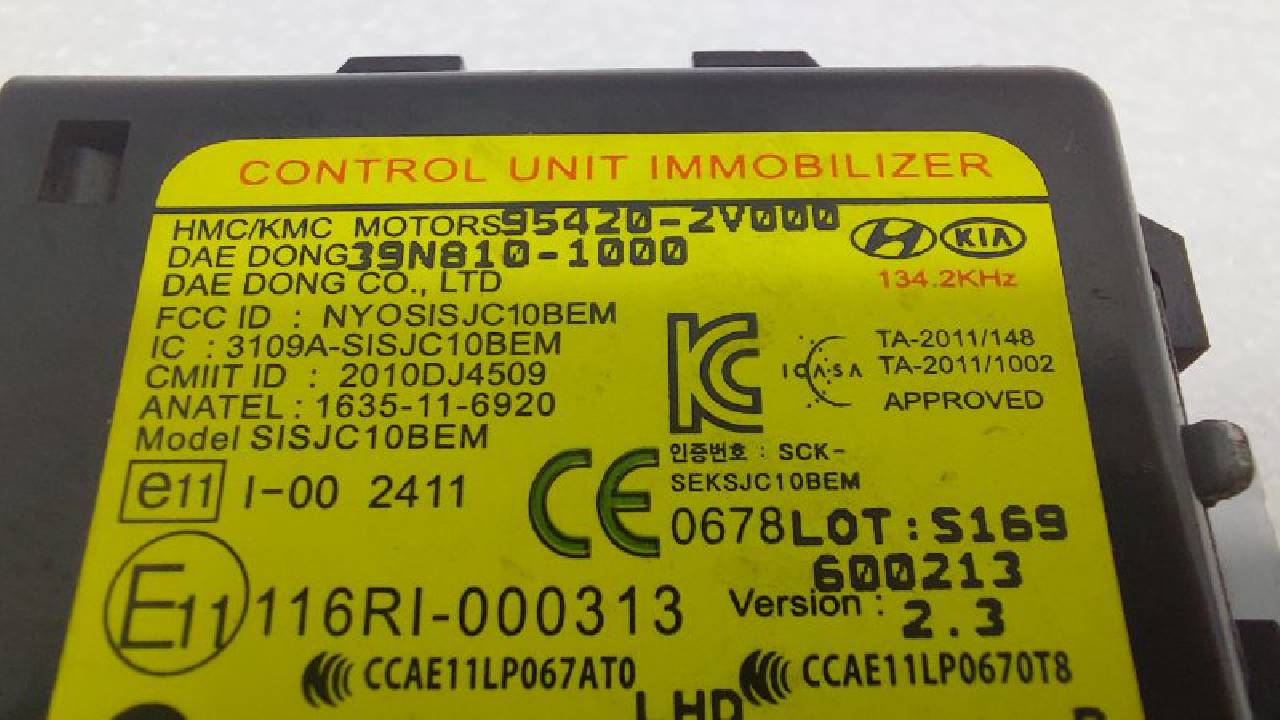 CONTROL UNIT IMMOBILIZER
HMC/KMC MOTORS 95420-2V000
DAE DONG 39N810-1000
KIA
134.2KHz
DAE DONG CO., LTD
FCC ID : NYOSISJC10BEM
IC : 3109A-SISJC10BEM
CMIIT ID : 2010DJ4509
ANATEL : 1635-11-6920
Model SISJC10BEM
ICASA
TA-2011/148
TA-2011/1002
APPROVED
인증번호 : SCK-
SEKSJC10BEM
e11 I-00 2411
CE 0678 LOT : S169
600213
E11 116RI-000313
Version : 2.3
CCAE11LP067AT0 CCAE11LP0670T8
LHD